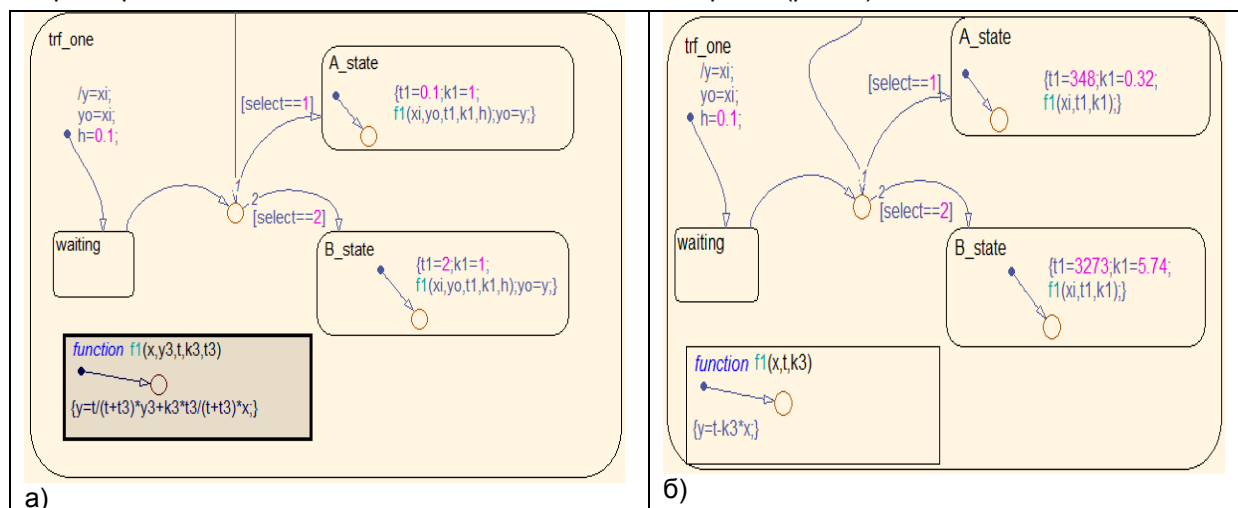 trf_one
/y=xi;
yo=xi;
h=0.1;
A_state
{t1=0.1;k1=1;
f1(xi,yo,t1,k1,h);yo=y;}
[select==1]
1
2
[select==2]
waiting
B_state
{t1=2;k1=1;
f1(xi,yo,t1,k1,h);yo=y;}
function f1(x,y3,t,k3,t3)
{y=t/(t+t3)*y3+k3*t3/(t+t3)*x;}
а)
trf_one
/y=xi;
yo=xi;
h=0.1;
A_state
{t1=348;k1=0.32;
f1(xi,t1,k1);}
[select==1]
1
2
[select==2]
waiting
B_state
{t1=3273;k1=5.74;
f1(xi,t1,k1);}
function f1(x,t,k3)
{y=t-k3*x;}
б)